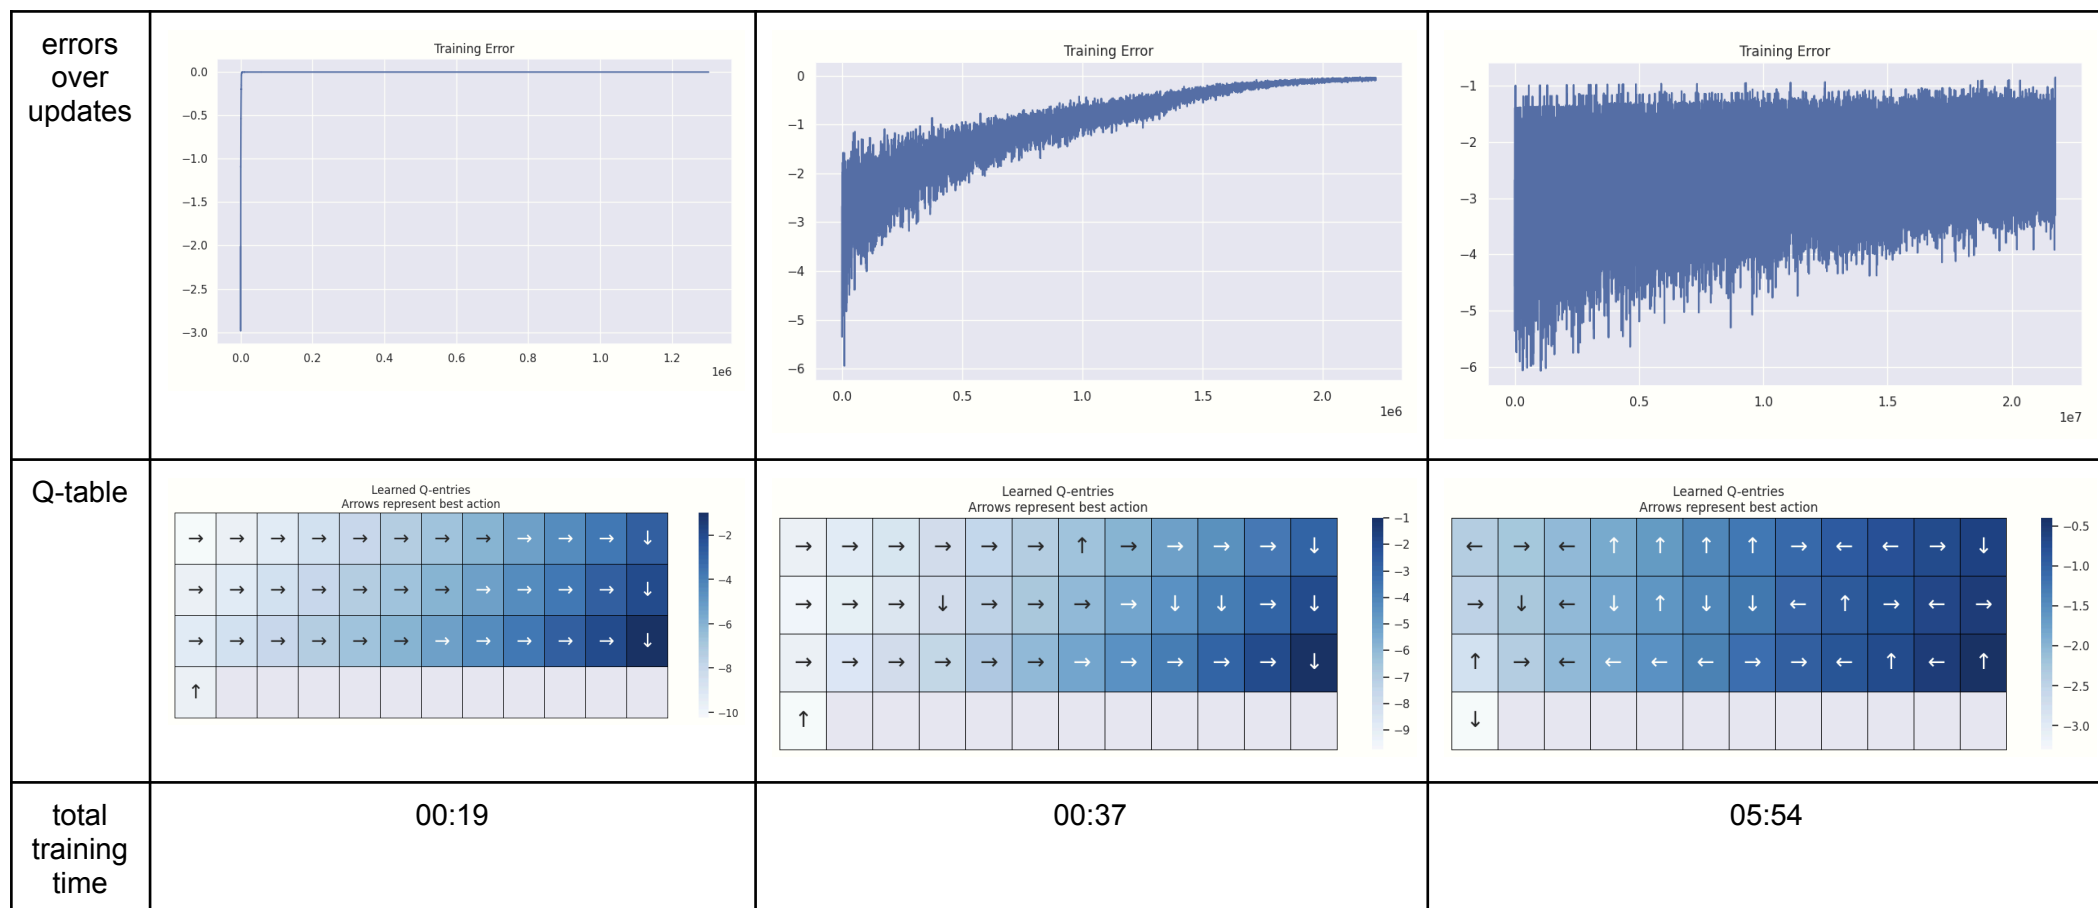 errors
over
updates
Training Error
0.0
−0.5
−1.0
−1.5
−2.0
−2.5
−3.0
0.0 0.2 0.4 0.6 0.8 1.0 1.2
1e6
Training Error
0
−1
−2
−3
−4
−5
−6
0.0 0.5 1.0 1.5 2.0
1e6
Training Error
−1
−2
−3
−4
−5
−6
0.0 0.5 1.0 1.5 2.0
1e7
Q-table
Learned Q-entries
Arrows represent best action
→ → → → → → → → → → → ↓
→ → → → → → → → → → → ↓
→ → → → → → → → → → → ↓
↑
−2
−4
−6
−8
−10
Learned Q-entries
Arrows represent best action
→ → → → → → ↑ → → → → ↓
→ → → ↓ → → → → ↓ ↓ → ↓
→ → → → → → → → → → → ↓
↑
−1
−2
−3
−4
−5
−6
−7
−8
−9
Learned Q-entries
Arrows represent best action
← → ← ↑ ↑ ↑ ↑ → ← ← → ↓
→ ↓ ← ↓ ↑ ↓ ↓ ← ↑ → ← →
↑ → ← ← ← ← → → ← ↑ ← ↑
↓
−0.5
−1.0
−1.5
−2.0
−2.5
−3.0
total
training
time
00:19
00:37
05:54